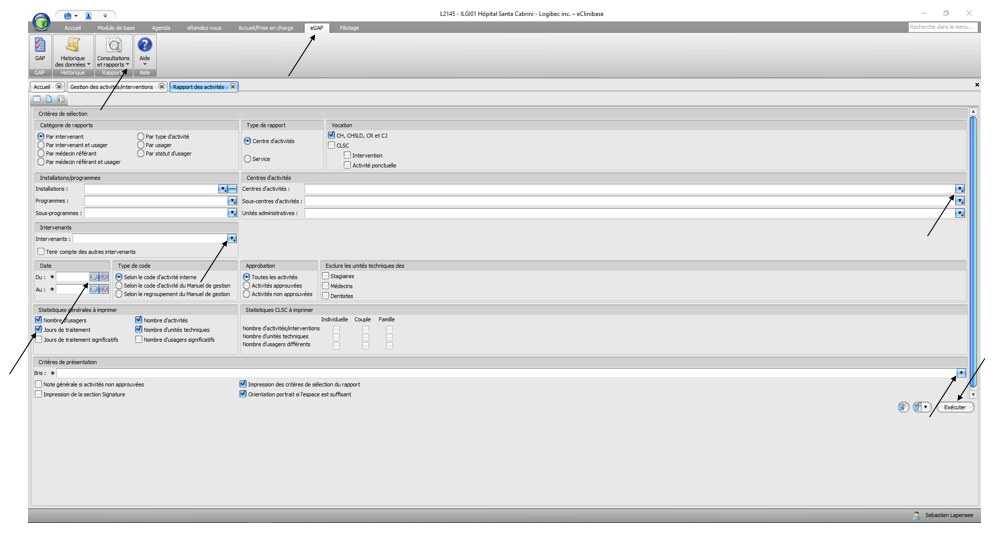 L2145 - ILGI01 Hôpital Santa Cabrini - Logibec inc. – eClinibase
Accueil Module de base Agenda eRendez-vous Accueil/Prise en charge eGAP Pilotage
Recherche dans le menu...
GAP Historique des données Consultations et rapports Aide
GAP Historique Rapports Aide
Accueil Gestion des activités/interventions Rapport des activités
Critères de sélection
Catégorie de rapports Type de rapport Vocation
Par intervenant Par type d'activité Centre d'activités CH, CHSLD, CR et CJ
Par intervenant et usager Par usager CLSC
Par médecin référant Par statut d'usager Service Intervention
Par médecin référant et usager Activité ponctuelle
Installations/programmes Centres d'activités
Installations : Centres d'activités :
Programmes : Sous-centres d'activités :
Sous-programmes : Unités administratives :
Intervenants
Intervenants :
Tenir compte des autres intervenants
Date Type de code Approbation Exclure les unités techniques des
Du : * Selon le code d'activité interne Toutes les activités Stagiaires
Selon le code d'activité du Manuel de gestion Activités approuvées Médecins
Au : * Selon le regroupement du Manuel de gestion Activités non approuvées Dentistes
Statistiques générales à imprimer Statistiques CLSC à imprimer
Nombre d'usagers Nombre d'activités Individuelle Couple Famille
Jours de traitement Nombre d'unités techniques Nombre d'activités/interventions
Jours de traitement significatifs Nombre d'usagers significatifs Nombre d'unités techniques
Nombre d'usagers différents
Critères de présentation
Bris : *
Note générale si activités non approuvées Impression des critères de sélection du rapport
Impression de la section Signature Orientation portrait si l'espace est suffisant
Exécuter
Sebastien Lapensee